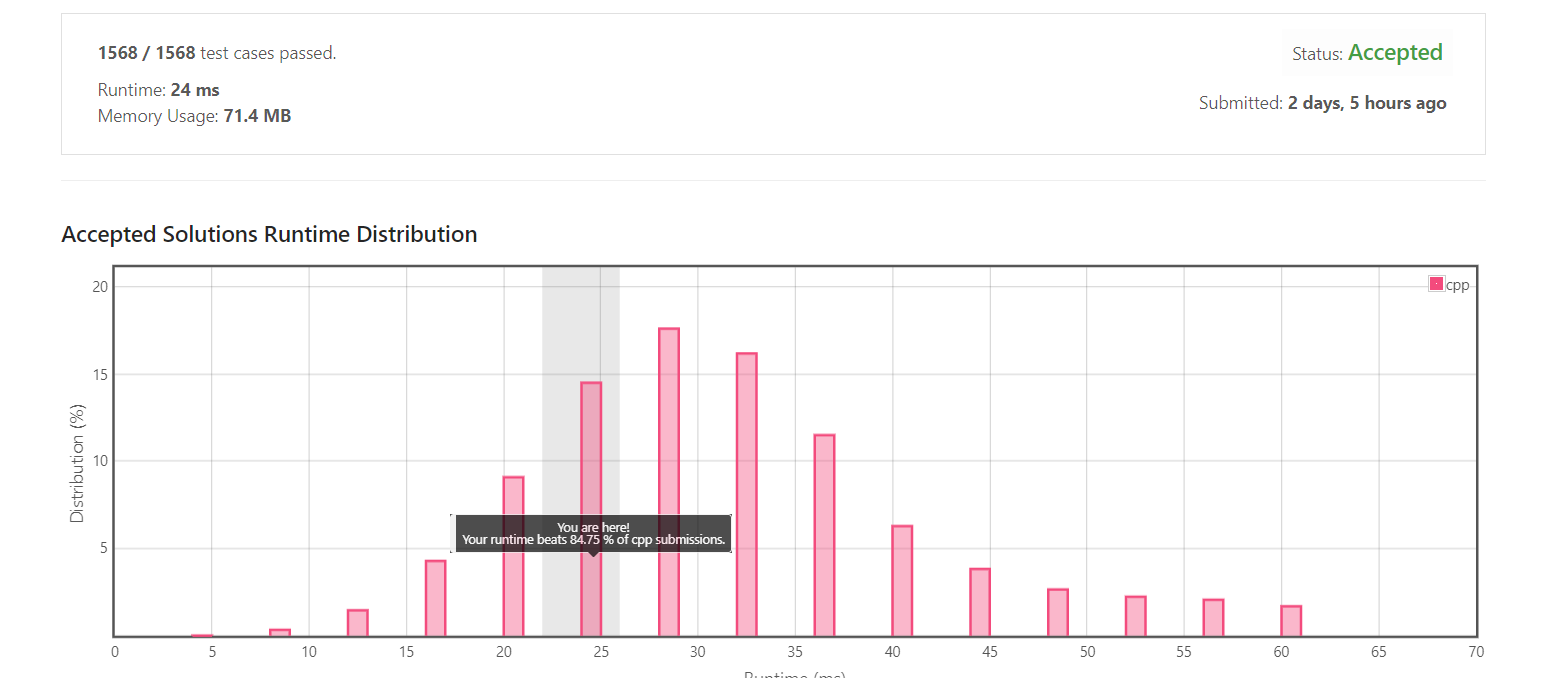 1568 / 1568 test cases passed.
Status: Accepted
Runtime: 24 ms
Submitted: 2 days, 5 hours ago
Memory Usage: 71.4 MB
Accepted Solutions Runtime Distribution
cpp
20
15
10
5
Distribution (%)
You are here!
Your runtime beats 84.75 % of cpp submissions.
0 5 10 15 20 25 30 35 40 45 50 55 60 65 70
Runtime (ms)